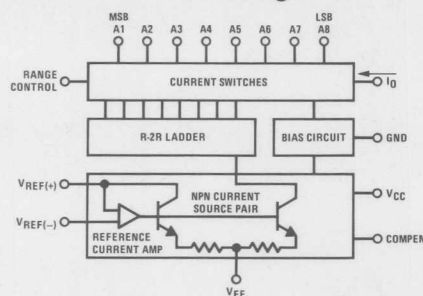 MSB LSB
A1 A2 A3 A4 A5 A6 A7 A8
RANGE
CONTROL
CURRENT SWITCHES
I₀
R-2R LADDER
BIAS CIRCUIT
GND
VREF(+)
NPN CURRENT
SOURCE PAIR
VCC
VREF(−)
REFERENCE
CURRENT AMP
COMPEN
VEE